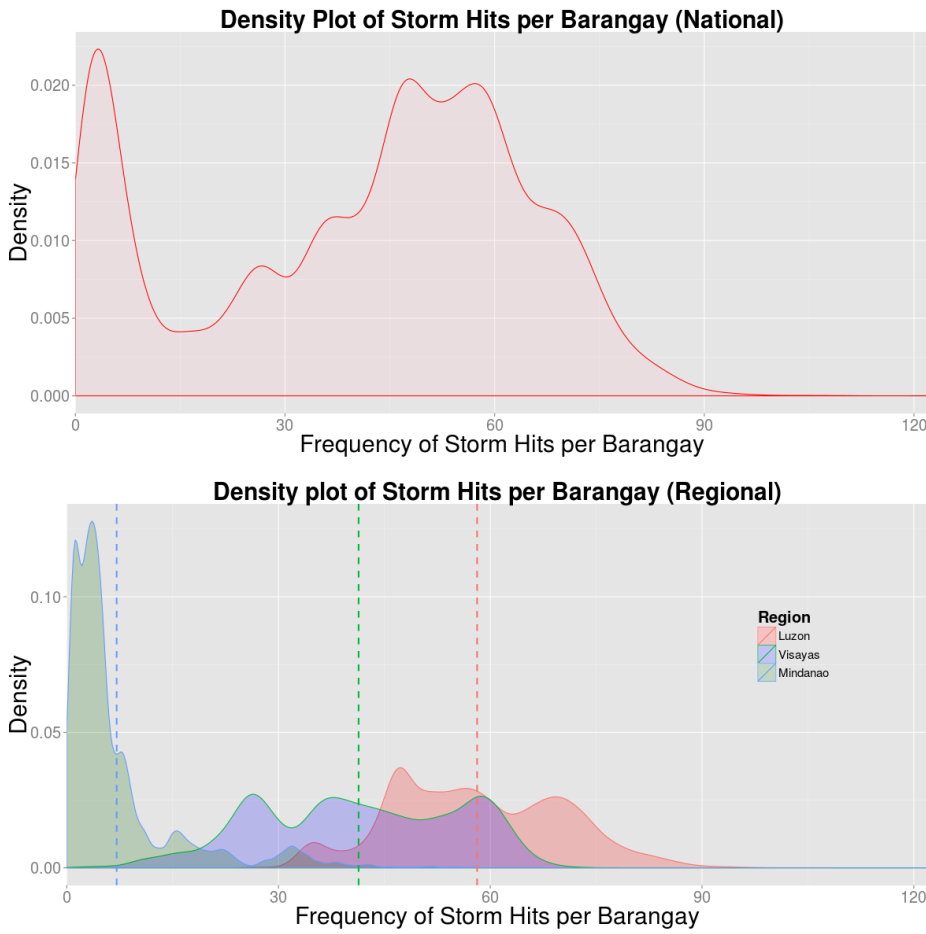 Density Plot of Storm Hits per Barangay (National)
Density
0.020
0.015
0.010
0.005
0.000
0 30 60 90 120
Frequency of Storm Hits per Barangay
Density plot of Storm Hits per Barangay (Regional)
Density
0.10
0.05
0.00
Region
Luzon
Visayas
Mindanao
0 30 60 90 120
Frequency of Storm Hits per Barangay